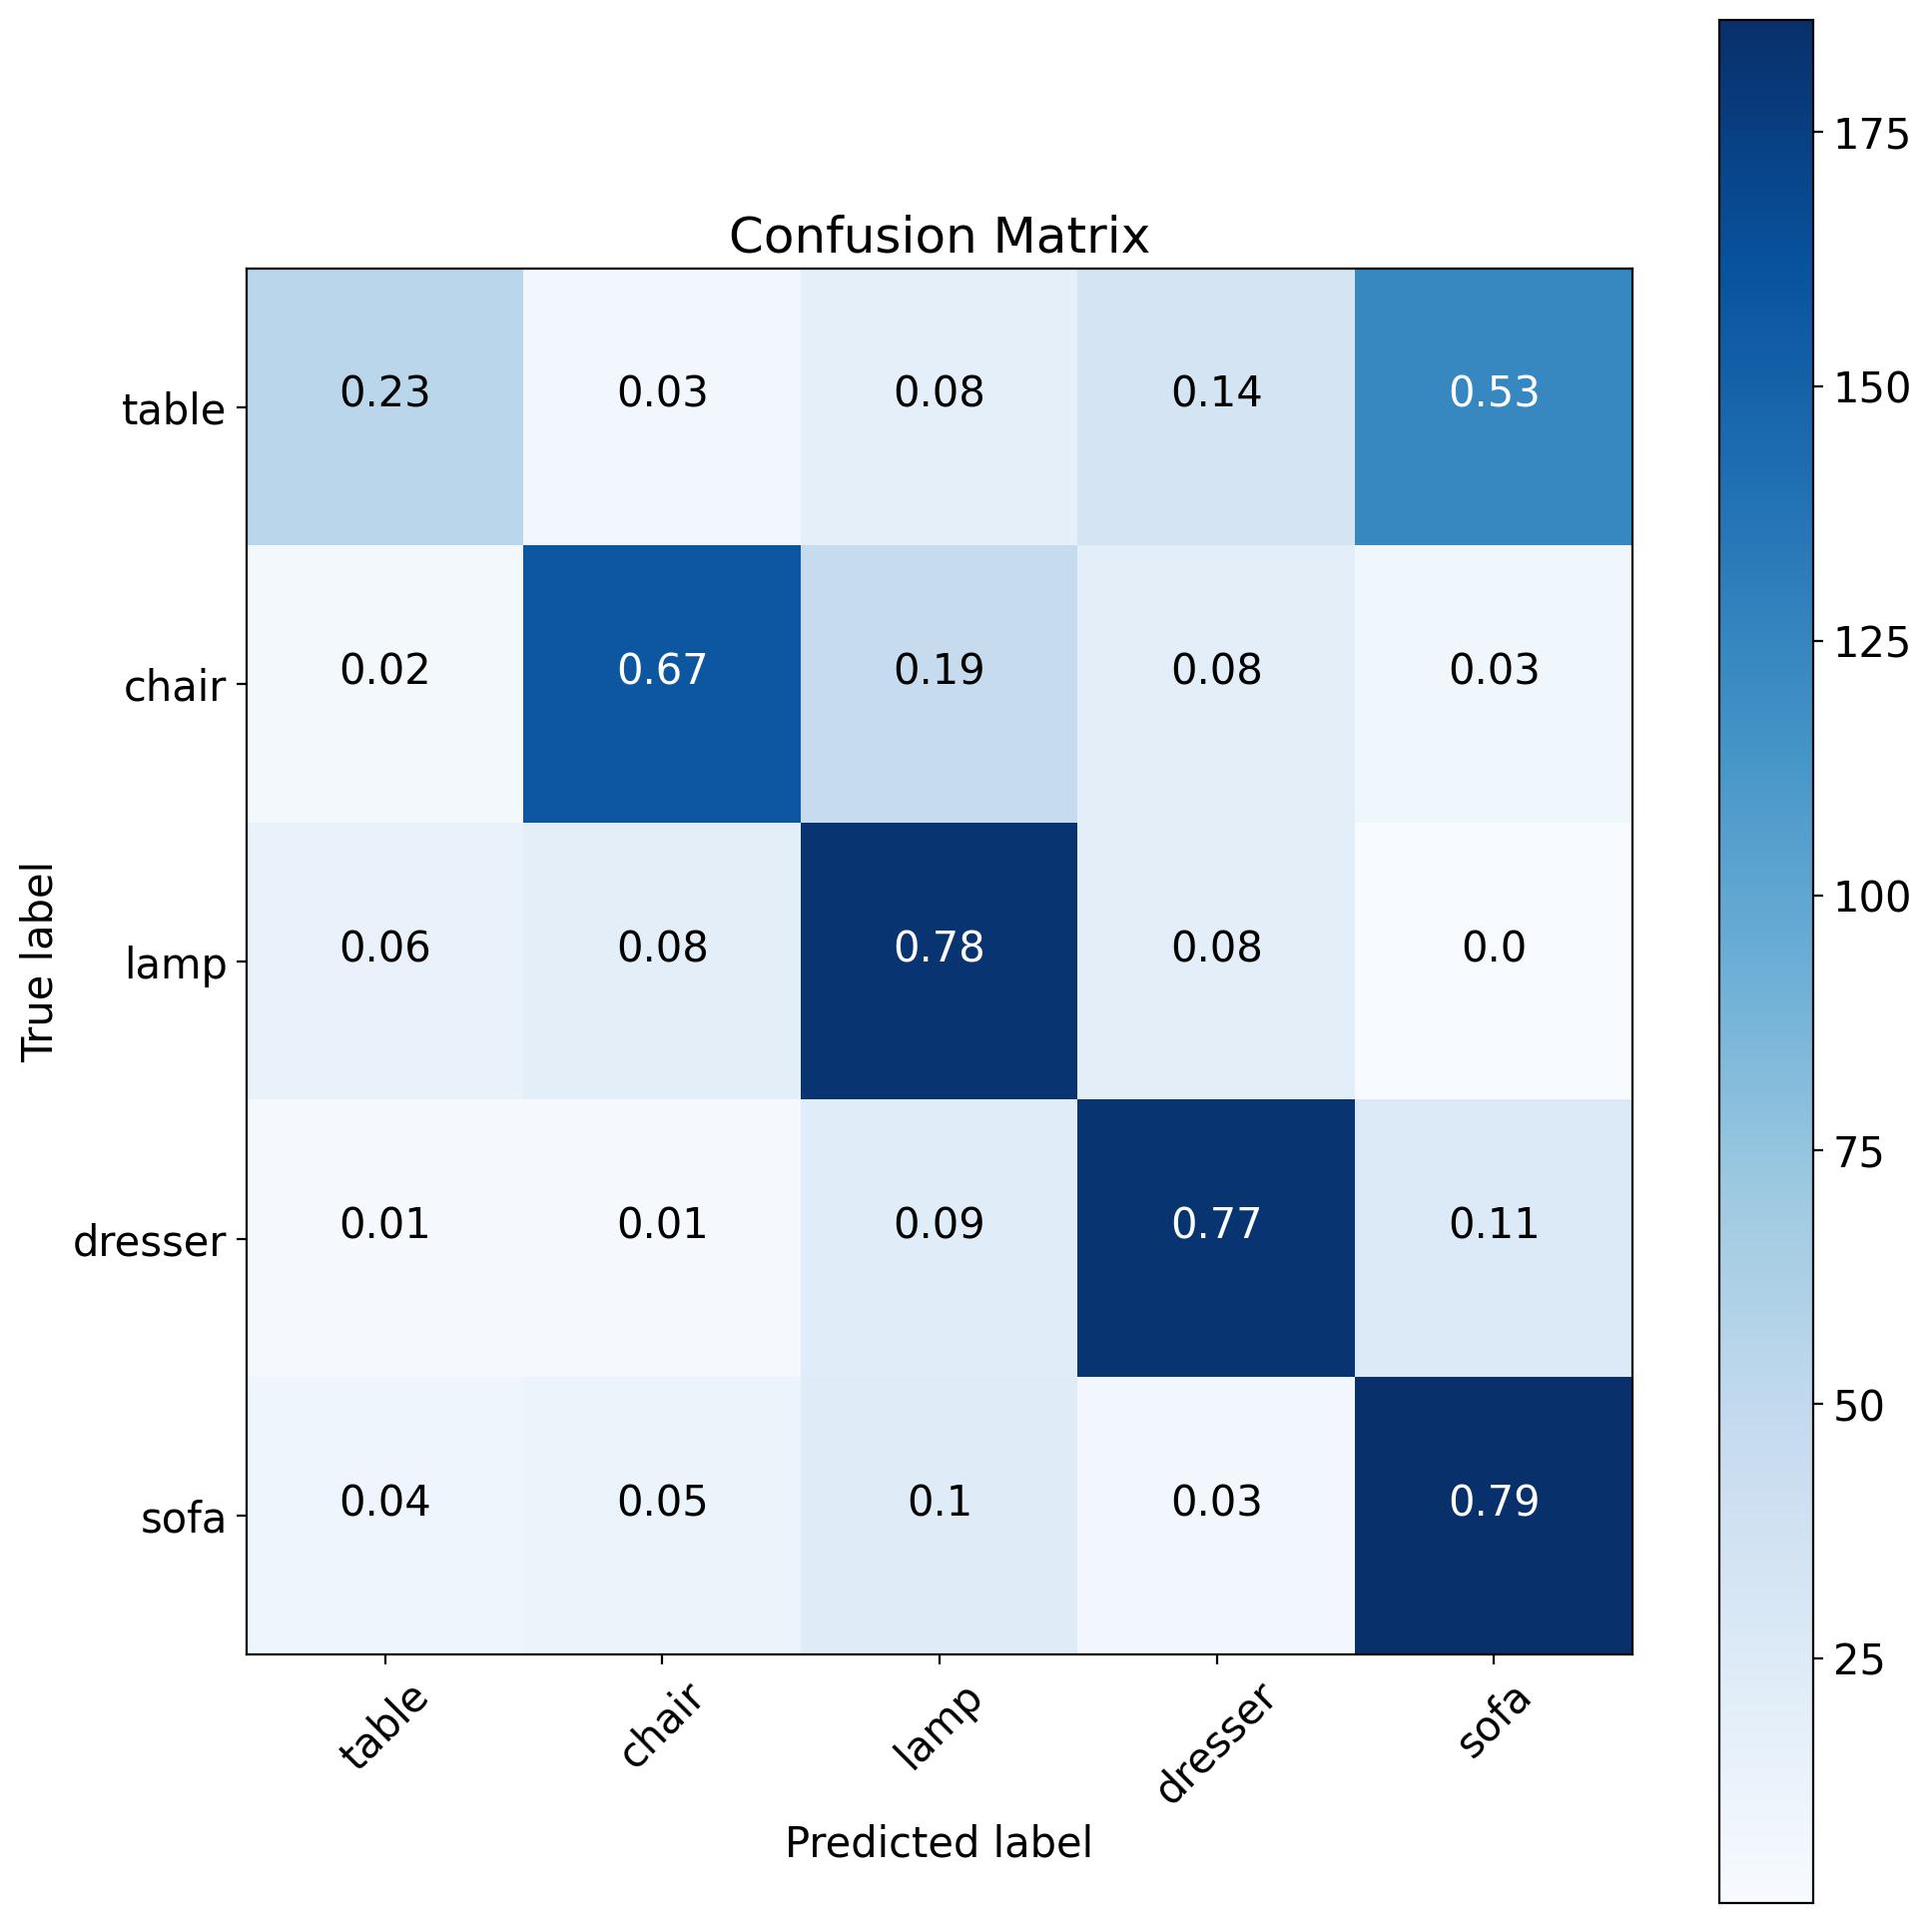 Confusion Matrix
table 0.23 0.03 0.08 0.14 0.53
chair 0.02 0.67 0.19 0.08 0.03
lamp 0.06 0.08 0.78 0.08 0.0
dresser 0.01 0.01 0.09 0.77 0.11
sofa 0.04 0.05 0.1 0.03 0.79
True label
table chair lamp dresser sofa
Predicted label
175
150
125
100
75
50
25